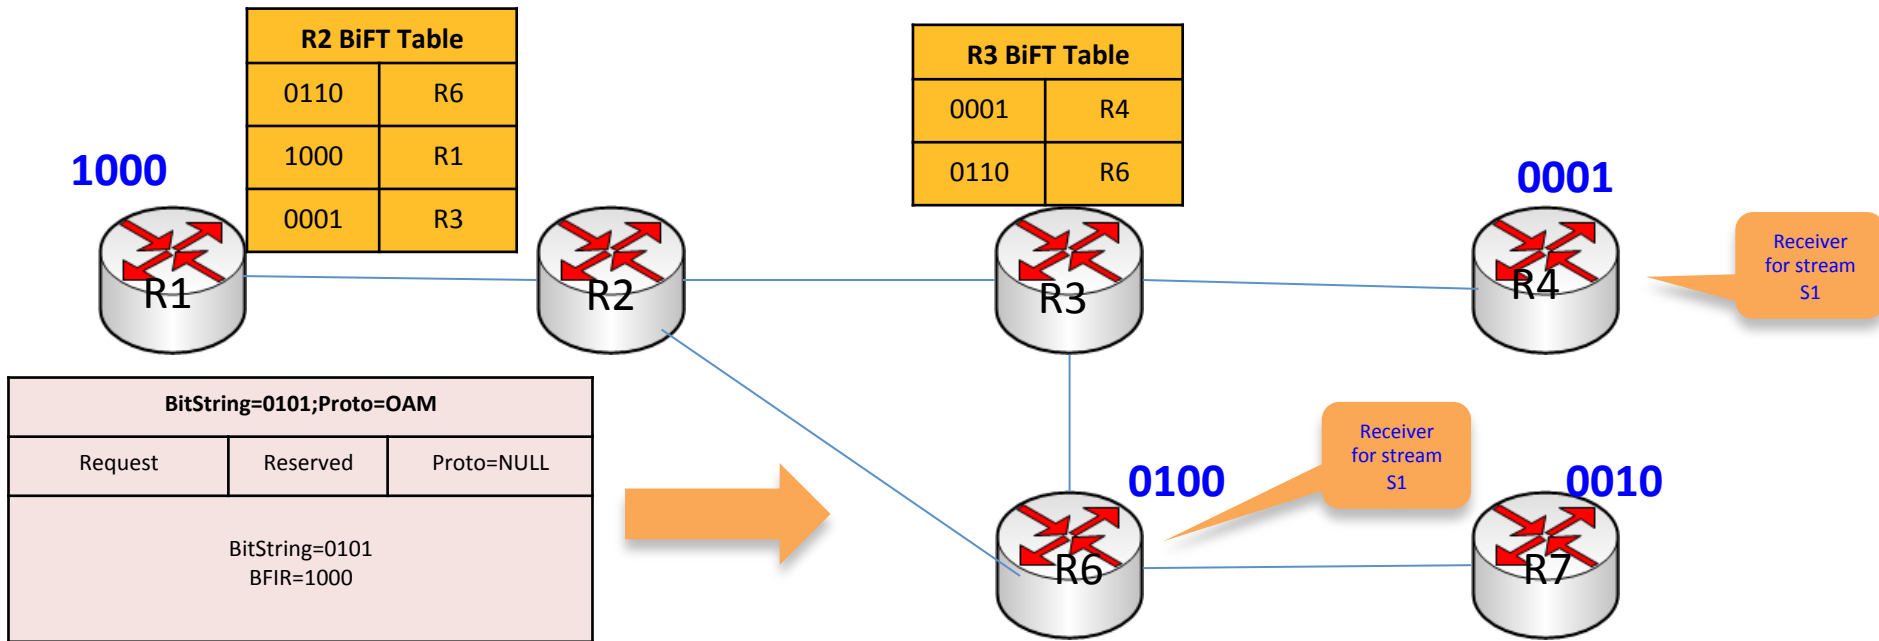 R2 BiFT Table
0110 R6
1000 R1
0001 R3
R3 BiFT Table
0001 R4
0110 R6
1000
0001
R1
R2
R3
R4
Receiver
for stream
S1
BitString=0101;Proto=OAM
Request Reserved Proto=NULL
BitString=0101
BFIR=1000
Receiver
for stream
S1
0100
0010
R6
R7